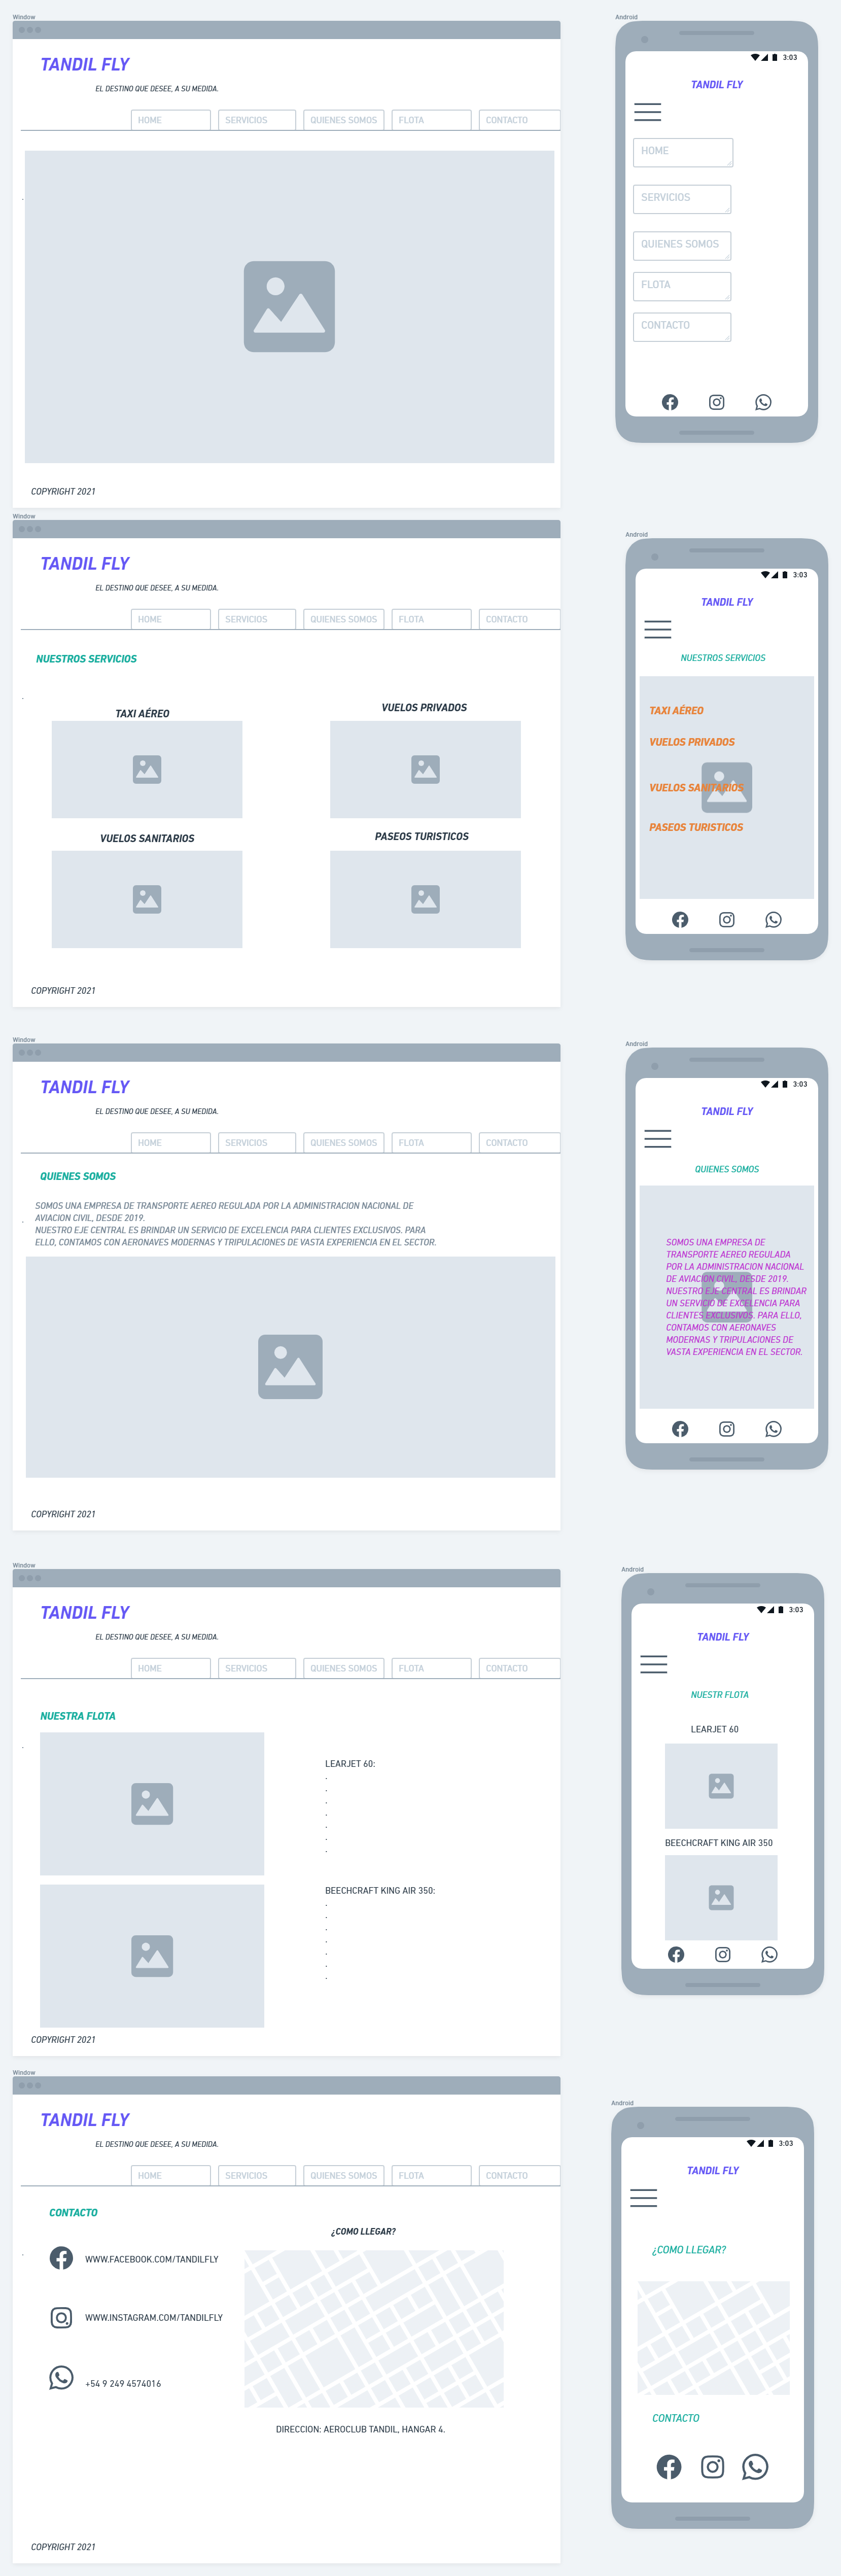 Window
TANDIL FLY
EL DESTINO QUE DESEE, A SU MEDIDA.
HOME
SERVICIOS
QUIENES SOMOS
FLOTA
CONTACTO
COPYRIGHT 2021
Android
3:03
TANDIL FLY
HOME
SERVICIOS
QUIENES SOMOS
FLOTA
CONTACTO
Window
TANDIL FLY
EL DESTINO QUE DESEE, A SU MEDIDA.
HOME
SERVICIOS
QUIENES SOMOS
FLOTA
CONTACTO
NUESTROS SERVICIOS
TAXI AÉREO
VUELOS PRIVADOS
VUELOS SANITARIOS
PASEOS TURISTICOS
COPYRIGHT 2021
Android
3:03
TANDIL FLY
NUESTROS SERVICIOS
TAXI AÉREO
VUELOS PRIVADOS
VUELOS SANITARIOS
PASEOS TURISTICOS
Window
TANDIL FLY
EL DESTINO QUE DESEE, A SU MEDIDA.
HOME
SERVICIOS
QUIENES SOMOS
FLOTA
CONTACTO
QUIENES SOMOS
SOMOS UNA EMPRESA DE TRANSPORTE AEREO REGULADA POR LA ADMINISTRACION NACIONAL DE
AVIACION CIVIL, DESDE 2019.
NUESTRO EJE CENTRAL ES BRINDAR UN SERVICIO DE EXCELENCIA PARA CLIENTES EXCLUSIVOS. PARA
ELLO, CONTAMOS CON AERONAVES MODERNAS Y TRIPULACIONES DE VASTA EXPERIENCIA EN EL SECTOR.
COPYRIGHT 2021
Android
3:03
TANDIL FLY
QUIENES SOMOS
SOMOS UNA EMPRESA DE
TRANSPORTE AEREO REGULADA
POR LA ADMINISTRACION NACIONAL
DE AVIACION CIVIL, DESDE 2019.
NUESTRO EJE CENTRAL ES BRINDAR
UN SERVICIO DE EXCELENCIA PARA
CLIENTES EXCLUSIVOS. PARA ELLO,
CONTAMOS CON AERONAVES
MODERNAS Y TRIPULACIONES DE
VASTA EXPERIENCIA EN EL SECTOR.
Window
TANDIL FLY
EL DESTINO QUE DESEE, A SU MEDIDA.
HOME
SERVICIOS
QUIENES SOMOS
FLOTA
CONTACTO
NUESTRA FLOTA
LEARJET 60:
.
.
.
.
.
.
.
BEECHCRAFT KING AIR 350:
.
.
.
.
.
.
.
COPYRIGHT 2021
Android
3:03
TANDIL FLY
NUESTR FLOTA
LEARJET 60
BEECHCRAFT KING AIR 350
Window
TANDIL FLY
EL DESTINO QUE DESEE, A SU MEDIDA.
HOME
SERVICIOS
QUIENES SOMOS
FLOTA
CONTACTO
CONTACTO
¿COMO LLEGAR?
WWW.FACEBOOK.COM/TANDILFLY
WWW.INSTAGRAM.COM/TANDILFLY
+54 9 249 4574016
DIRECCION: AEROCLUB TANDIL, HANGAR 4.
COPYRIGHT 2021
Android
3:03
TANDIL FLY
¿COMO LLEGAR?
CONTACTO